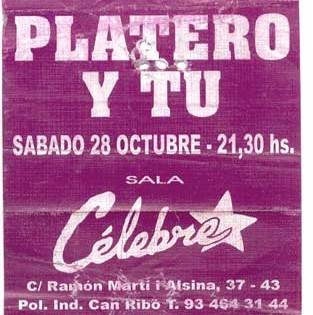 PLATERO
Y TU
SABADO 28 OCTUBRE - 21,30 hs.
SALA
Célebre
C/ Ramón Martí i Alsina, 37 - 43
Pol. Ind. Can Ribó T. 93 464 31 44